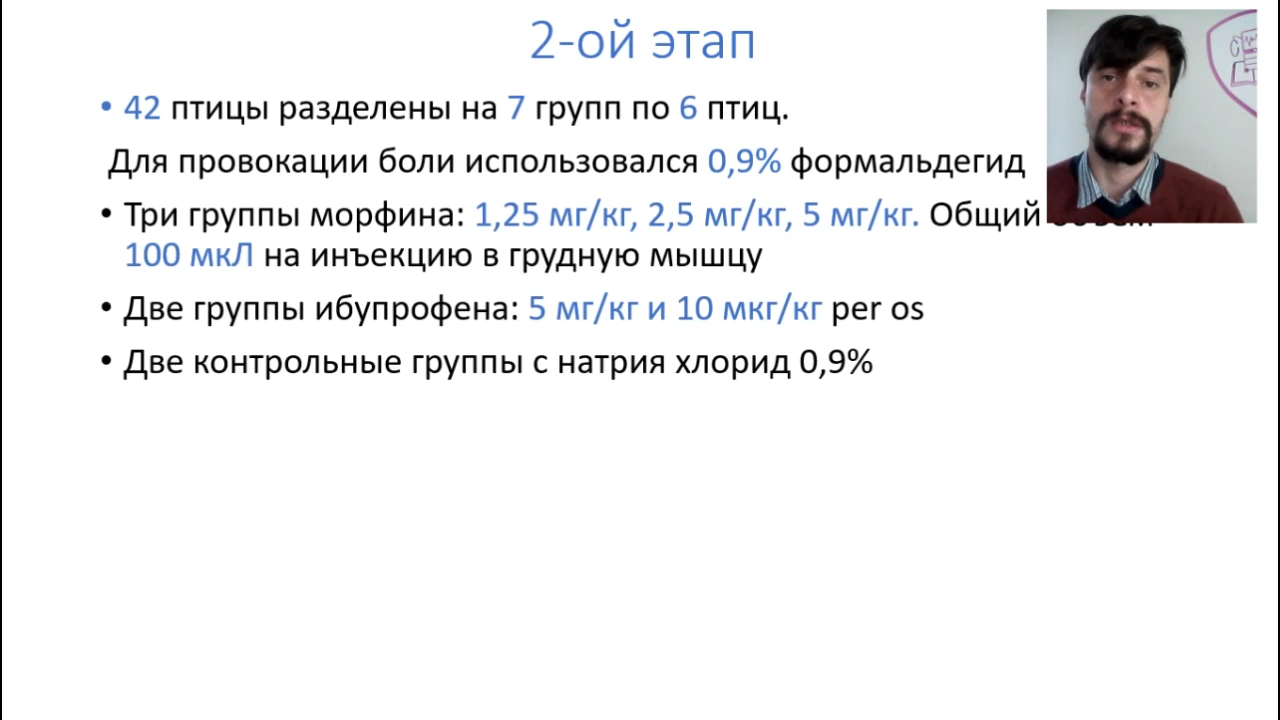 2-ой этап
• 42 птицы разделены на 7 групп по 6 птиц.
Для провокации боли использовался 0,9% формальдегид
• Три группы морфина: 1,25 мг/кг, 2,5 мг/кг, 5 мг/кг. Общий
100 мкЛ на инъекцию в грудную мышцу
• Две группы ибупрофена: 5 мг/кг и 10 мкг/кг per os
• Две контрольные группы с натрия хлорид 0,9%